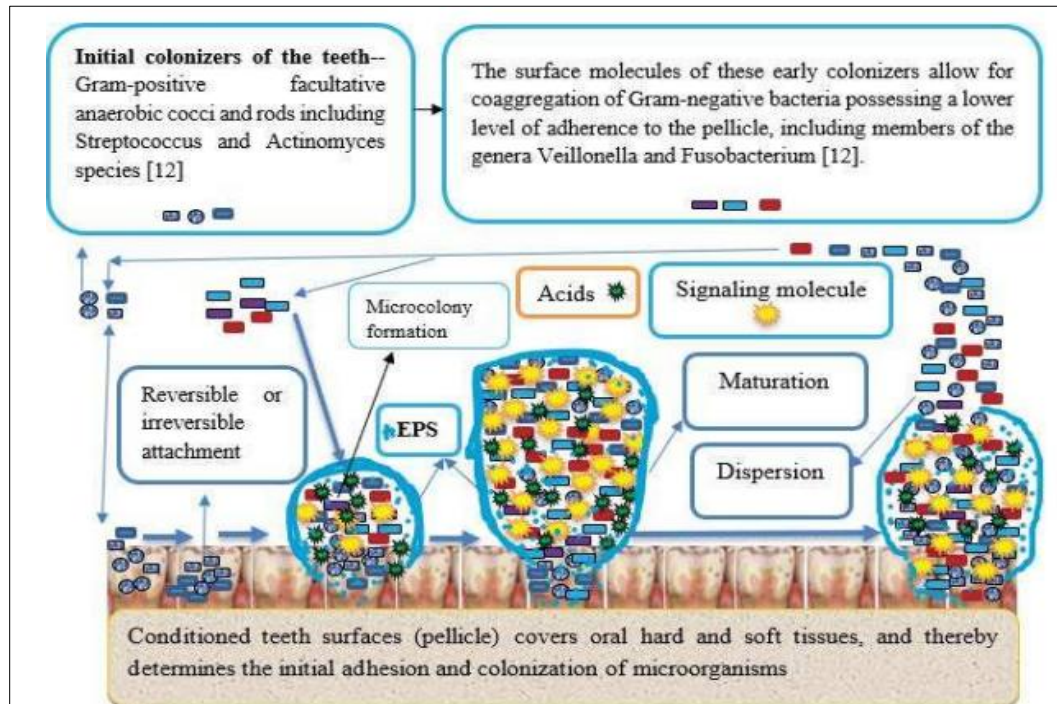 Initial colonizers of the teeth--
Gram-positive facultative
anaerobic cocci and rods including
Streptococcus and Actinomyces
species [12]
The surface molecules of these early colonizers allow for
coaggregation of Gram-negative bacteria possessing a lower
level of adherence to the pellicle, including members of the
genera Veillonella and Fusobacterium [12].
Microcolony
formation
Acids
Signaling molecule
Reversible or
irreversible
attachment
EPS
Maturation
Dispersion
Conditioned teeth surfaces (pellicle) covers oral hard and soft tissues, and thereby
determines the initial adhesion and colonization of microorganisms